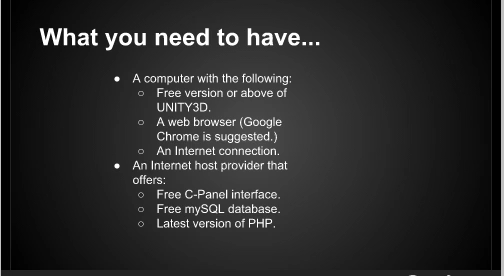 What you need to have...
● A computer with the following:
○ Free version or above of
UNITY3D.
○ A web browser (Google
Chrome is suggested.)
○ An Internet connection.
● An Internet host provider that
offers:
○ Free C-Panel interface.
○ Free mySQL database.
○ Latest version of PHP.